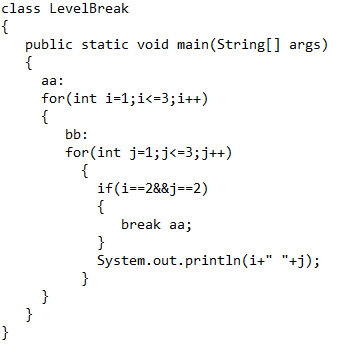 class LevelBreak
{
public static void main(String[] args)
{
aa:
for(int i=1;i<=3;i++)
{
bb:
for(int j=1;j<=3;j++)
{
if(i==2&&j==2)
{
break aa;
}
System.out.println(i+" "+j);
}
}
}
}